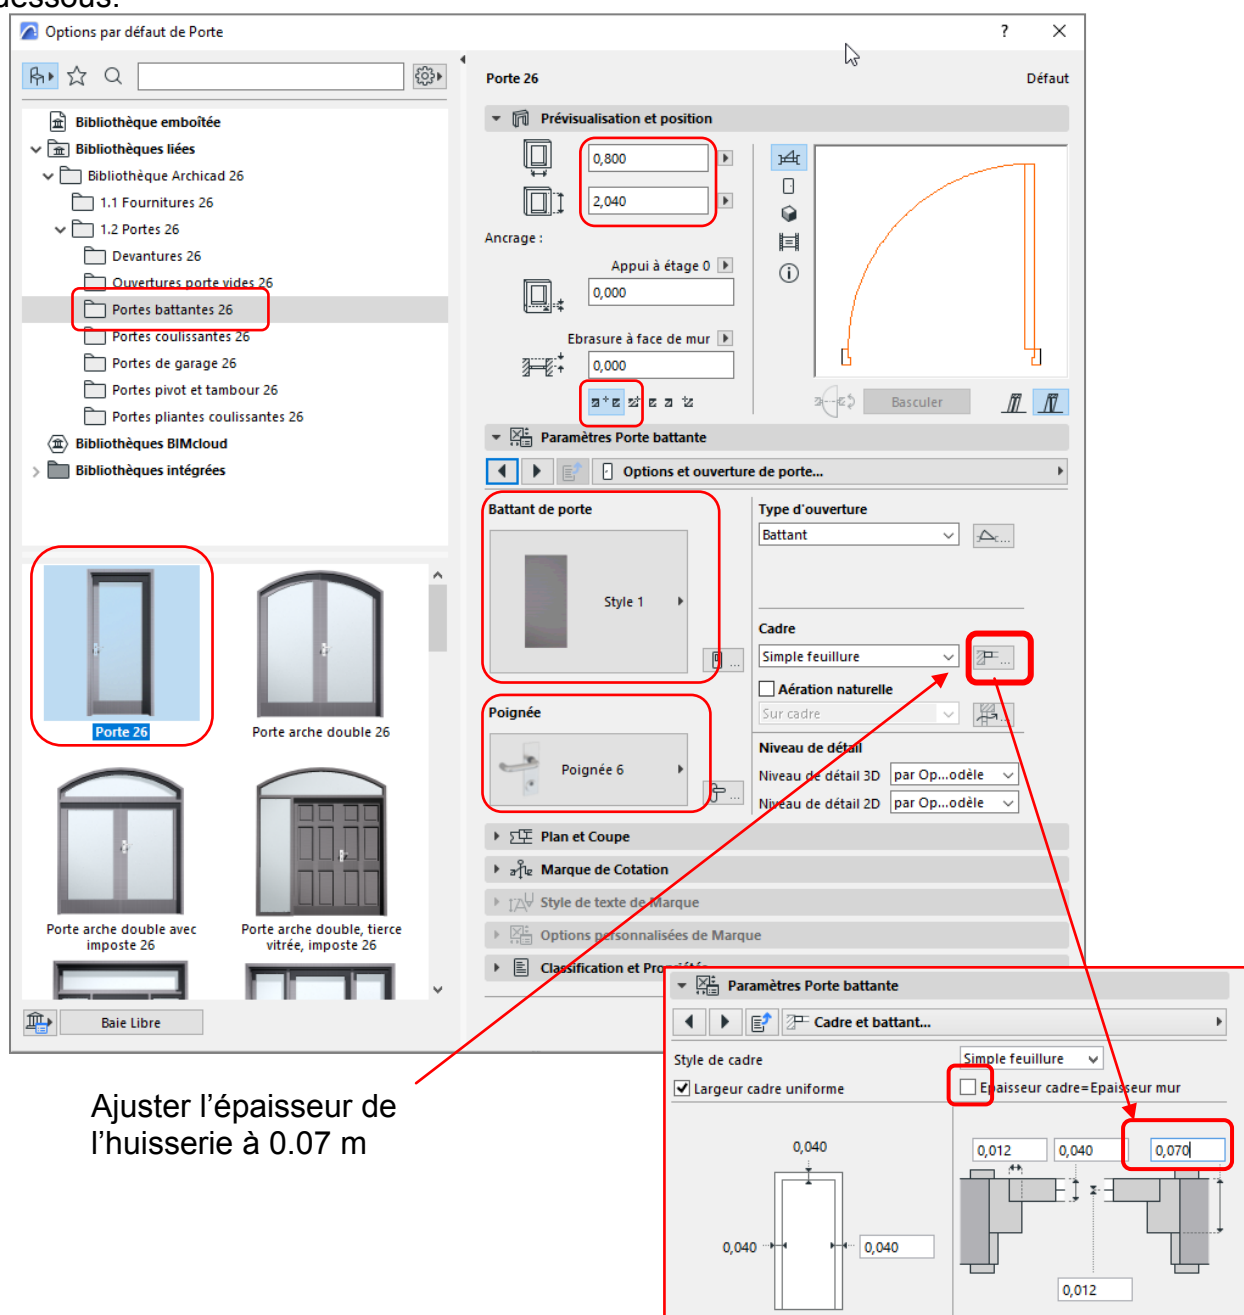 dessous.
Options par défaut de Porte
?
Bibliothèque emboîtée
Bibliothèques liées
Bibliothèque Archicad 26
1.1 Fournitures 26
1.2 Portes 26
Devantures 26
Ouvertures porte vides 26
Portes battantes 26
Portes coulissantes 26
Portes de garage 26
Portes pivot et tambour 26
Portes pliantes coulissantes 26
Bibliothèques BIMcloud
Bibliothèques intégrées
Porte 26
Porte arche double 26
Porte arche double avec
imposte 26
Porte arche double, tierce
vitrée, imposte 26
Baie Libre
Porte 26
Défaut
Prévisualisation et position
0,800
2,040
Ancrage :
Appui à étage 0
0,000
Ebrasure à face de mur
0,000
Basculer
Paramètres Porte battante
Options et ouverture de porte...
Battant de porte
Style 1
...
Poignée
Poignée 6
...
Type d'ouverture
Battant
...
Cadre
Simple feuillure
...
Aération naturelle
Sur cadre
...
Niveau de détail
Niveau de détail 3D par Op...odèle
Niveau de détail 2D par Op...odèle
Plan et Coupe
Marque de Cotation
Style de texte de Marque
Options personnalisées de Marque
Classification et Propriétés
Ajuster l'épaisseur de
l'huisserie à 0.07 m
Paramètres Porte battante
Cadre et battant...
Style de cadre
Simple feuillure
Largeur cadre uniforme
Epaisseur cadre=Epaisseur mur
0,040
0,040
0,040
0,012
0,040
0,070
0,012